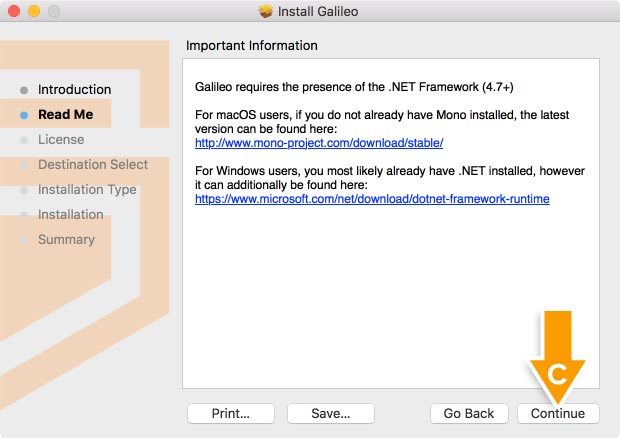 Install Galileo
Important Information
Introduction
Read Me
License
Destination Select
Installation Type
Installation
Summary
Galileo requires the presence of the .NET Framework (4.7+)
For macOS users, if you do not already have Mono installed, the latest
version can be found here:
http://www.mono-project.com/download/stable/
For Windows users, you most likely already have .NET installed, however
it can additionally be found here:
https://www.microsoft.com/net/download/dotnet-framework-runtime
C
Print...
Save...
Go Back
Continue